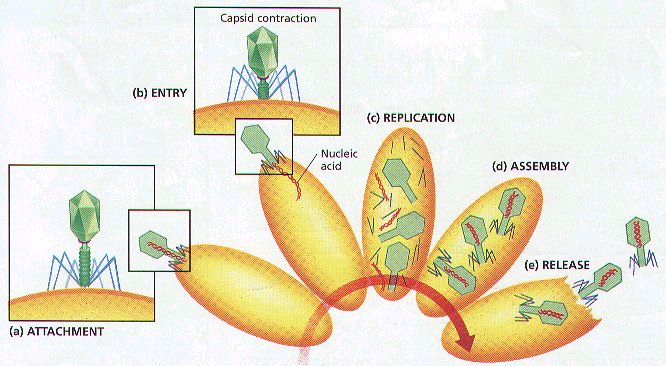 (a) ATTACHMENT
(b) ENTRY
Capsid contraction
Nucleic
acid
(c) REPLICATION
(d) ASSEMBLY
(e) RELEASE